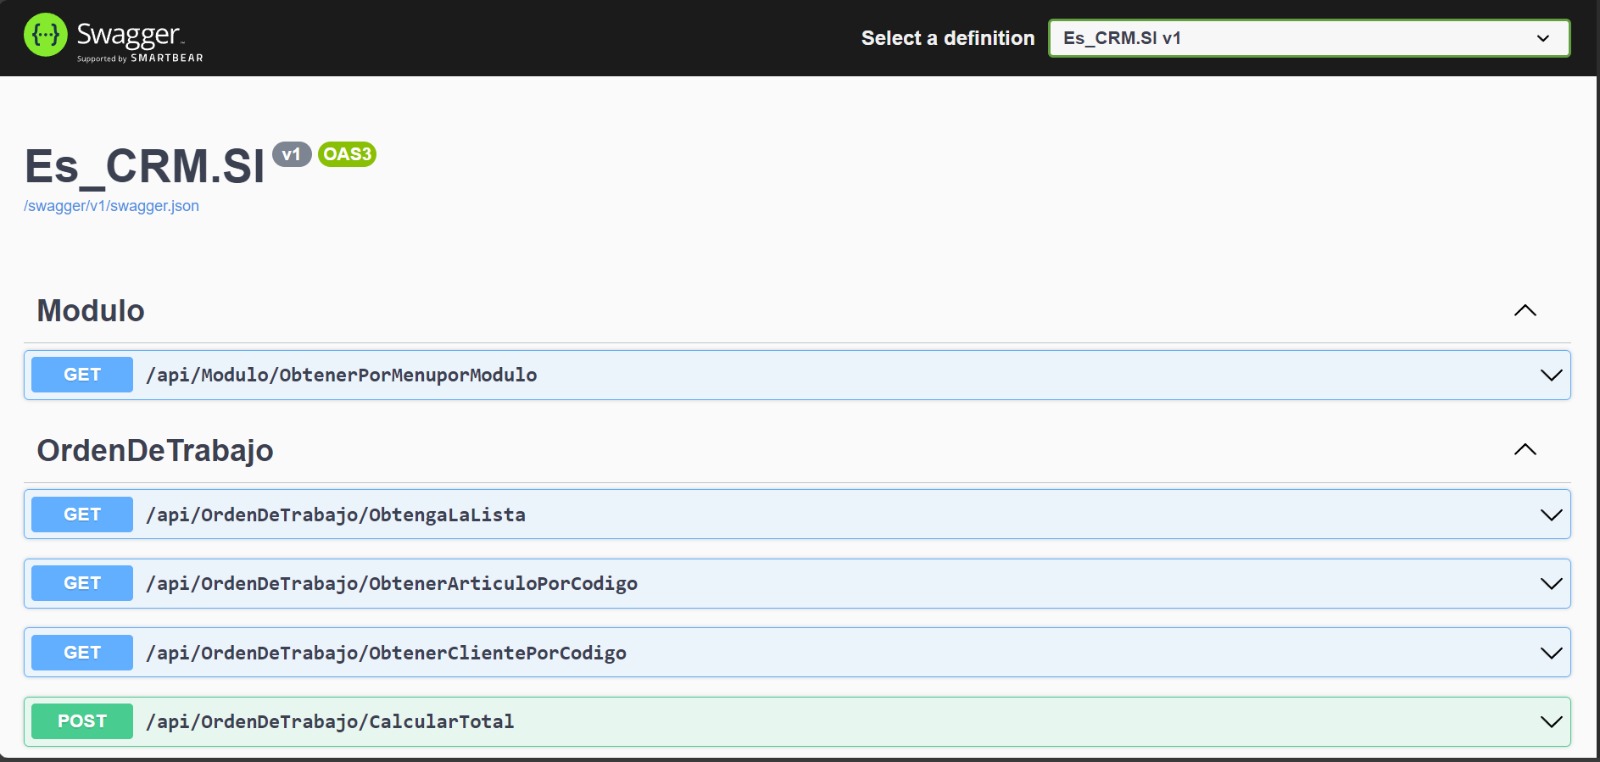 {...} Swagger
Supported by SMARTBEAR
Select a definition
Es_CRM.SI v1
Es_CRM.SI v1 OAS3
/swagger/v1/swagger.json
Modulo
GET /api/Modulo/ObtenerPorMenuporModulo
OrdenDeTrabajo
GET /api/OrdenDeTrabajo/ObtengaLaLista
GET /api/OrdenDeTrabajo/ObtenerArticuloPorCodigo
GET /api/OrdenDeTrabajo/ObtenerClientePorCodigo
POST /api/OrdenDeTrabajo/CalcularTotal